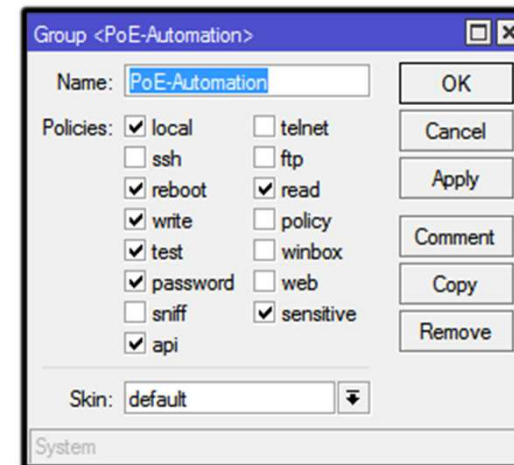 Group <PoE-Automation>
Name: PoE-Automation
OK
Policies: local telnet
Cancel
ssh ftp
reboot read
Apply
write policy
test winbox
Comment
password web
Copy
sniff sensitive
Remove
api
Skin: default
System